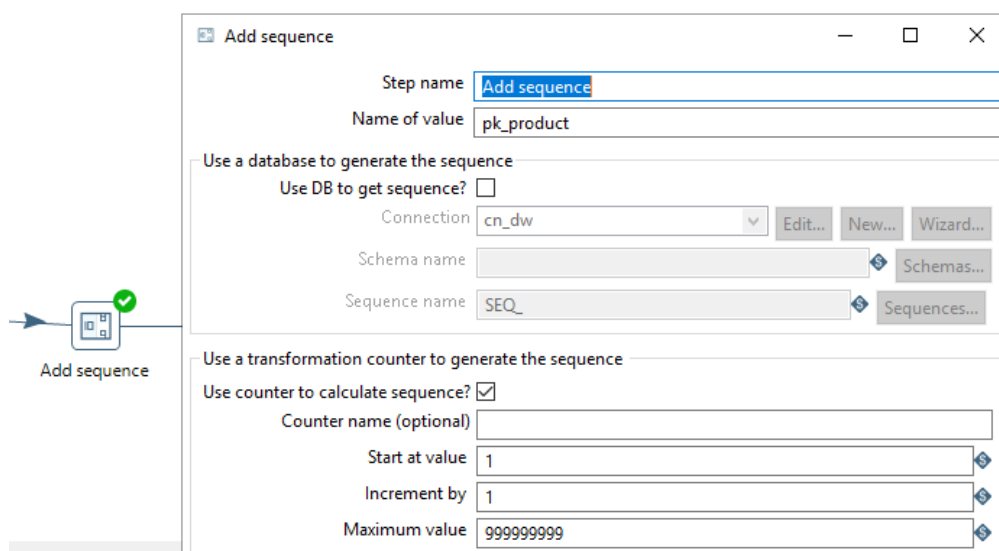 Add sequence
Step name Add sequence
Name of value pk_product
Use a database to generate the sequence
Use DB to get sequence?
Connection cn_dw Edit... New... Wizard...
Schema name Schemas...
Sequence name SEQ_ Sequences...
Add sequence
Use a transformation counter to generate the sequence
Use counter to calculate sequence?
Counter name (optional)
Start at value 1
Increment by 1
Maximum value 999999999